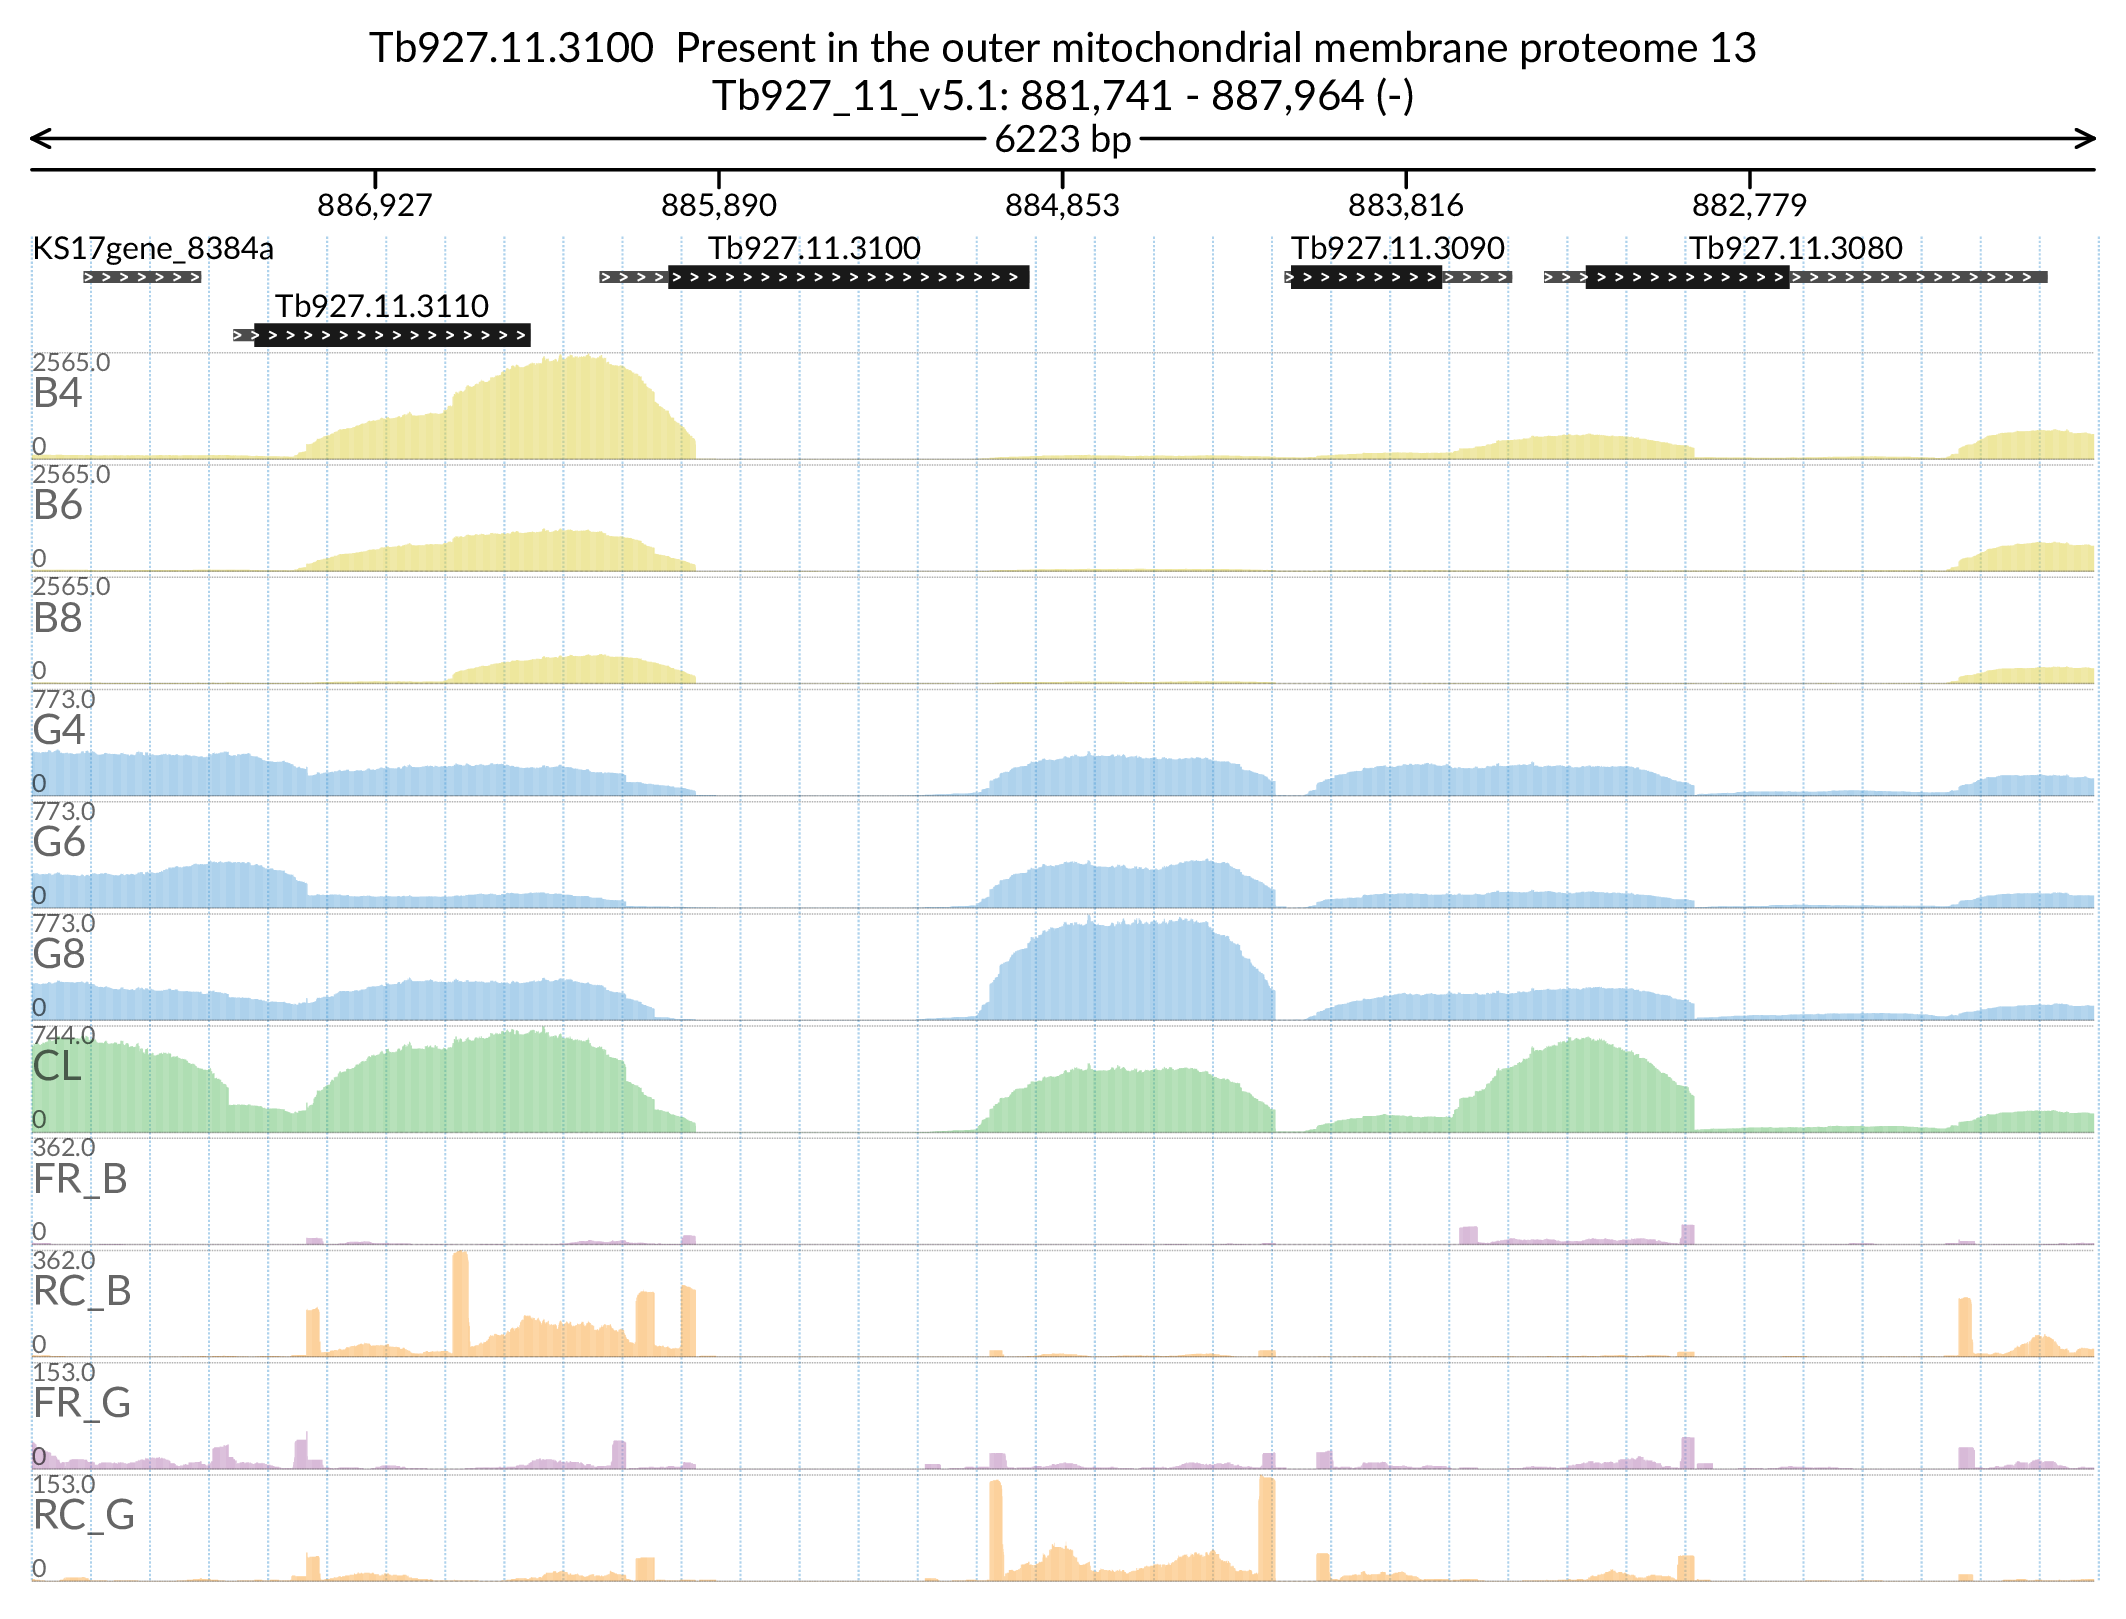 Tb927.11.3100 Present in the outer mitochondrial membrane proteome 13
Tb927_11_v5.1: 881,741 - 887,964 (-)
6223 bp
886,927 885,890 884,853 883,816 882,779
KS17gene_8384a Tb927.11.3100 Tb927.11.3090 Tb927.11.3080
Tb927.11.3110
2565.0
B4
0
2565.0
B6
0
2565.0
B8
0
773.0
G4
0
773.0
G6
0
773.0
G8
0
744.0
CL
0
362.0
FR_B
0
362.0
RC_B
0
153.0
FR_G
0
153.0
RC_G
0